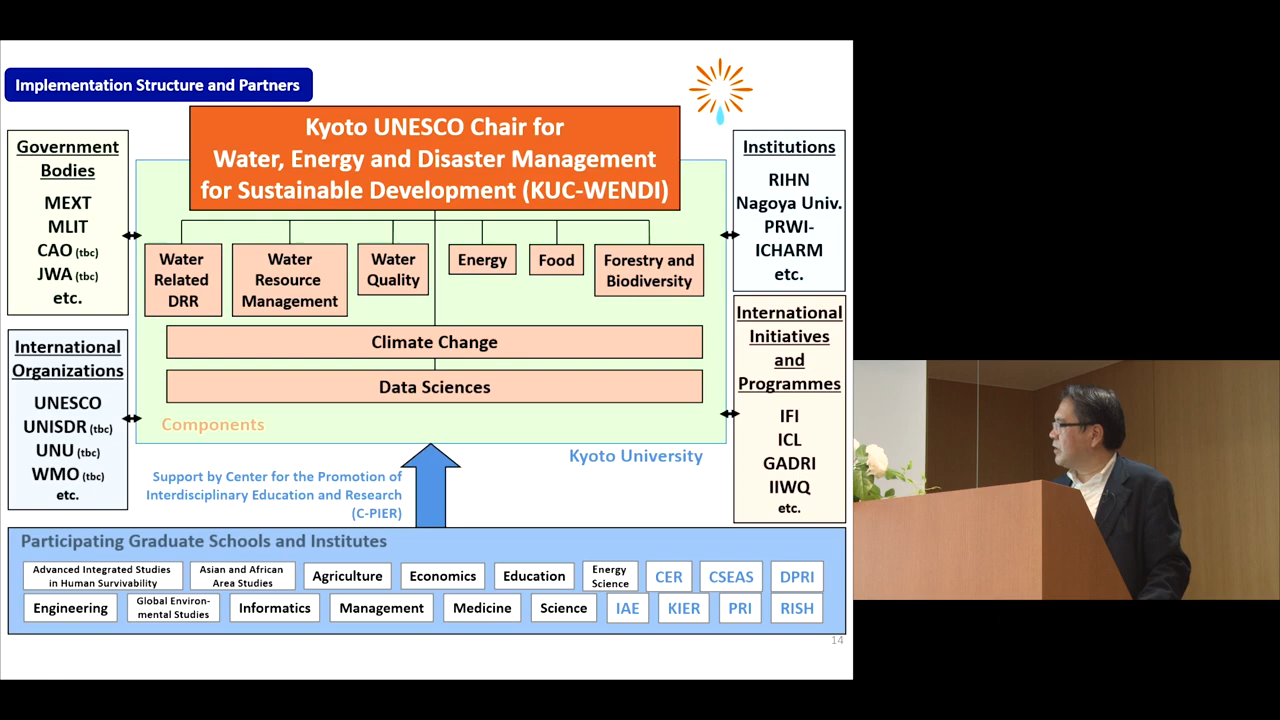 Implementation Structure and Partners
Kyoto UNESCO Chair for
Water, Energy and Disaster Management
for Sustainable Development (KUC-WENDI)
Government
Bodies
MEXT
MLIT
CAO (tbc)
JWA (tbc)
etc.
International
Organizations
UNESCO
UNISDR (tbc)
UNU (tbc)
WMO (tbc)
etc.
Water
Related
DRR
Water
Resource
Management
Water
Quality
Energy
Food
Forestry and
Biodiversity
Climate Change
Data Sciences
Components
Kyoto University
Institutions
RIHN
Nagoya Univ.
PRWI-
ICHARM
etc.
International
Initiatives
and
Programmes
IFI
ICL
GADRI
IIWQ
etc.
Support by Center for the Promotion of
Interdisciplinary Education and Research
(C-PIER)
Participating Graduate Schools and Institutes
Advanced Integrated Studies
in Human Survivability
Asian and African
Area Studies
Agriculture
Economics
Education
Energy
Science
CER
CSEAS
DPRI
Engineering
Global Environ-
mental Studies
Informatics
Management
Medicine
Science
IAE
KIER
PRI
RISH
14